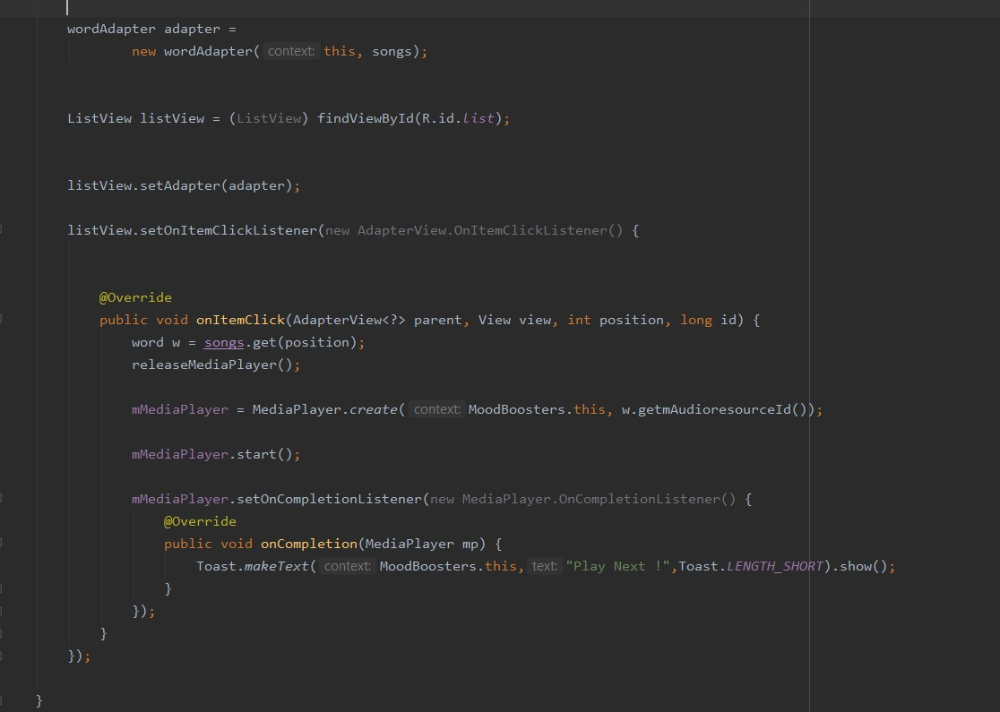 wordAdapter adapter =
new wordAdapter( context: this, songs);
ListView listView = (ListView) findViewById(R.id.list);
listView.setAdapter(adapter);
listView.setOnItemClickListener(new AdapterView.OnItemClickListener() {
@Override
public void onItemClick(AdapterView<?> parent, View view, int position, long id) {
word w = songs.get(position);
releaseMediaPlayer();
mMediaPlayer = MediaPlayer.create( context: MoodBoosters.this, w.getmAudioresourceId());
mMediaPlayer.start();
mMediaPlayer.setOnCompletionListener(new MediaPlayer.OnCompletionListener() {
@Override
public void onCompletion(MediaPlayer mp) {
Toast.makeText( context: MoodBoosters.this, text: "Play Next !",Toast.LENGTH_SHORT).show();
}
});
}
});
}